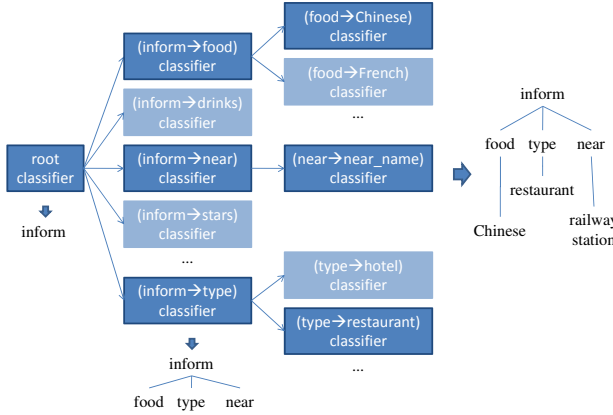 root
classifier
inform
(inform→food)
classifier
(inform→drinks)
classifier
(inform→near)
classifier
(inform→stars)
classifier
...
(inform→type)
classifier
inform
food type near
(food→Chinese)
classifier
(food→French)
classifier
...
(near→near_name)
classifier
(type→hotel)
classifier
(type→restaurant)
classifier
...
inform
food type near
restaurant
Chinese
railway
station